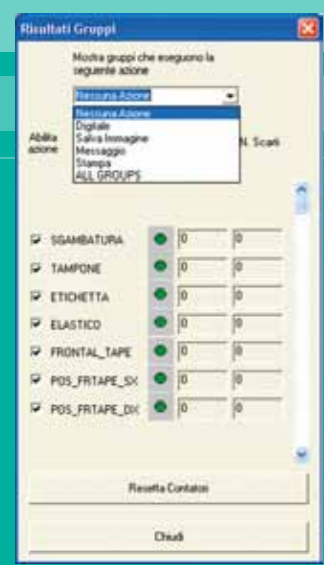 Risultati Gruppi
Mostra gruppi che eseguono la
seguente azione
Nessuna Azione
Nessuna Azione
Digitale
Salva Immagine
Messaggio
Stampa
ALL GROUPS
Abilita
azione
N. Scarti
SGAMBATURA 0 0
TAMPONE 0 0
ETICHETTA 0 0
ELASTICO 0 0
FRONTAL_TAPE 0 0
POS_FRTAPE_SX 0 0
POS_FRTAPE_DX 0 0
Resetta Contatori
Chiudi